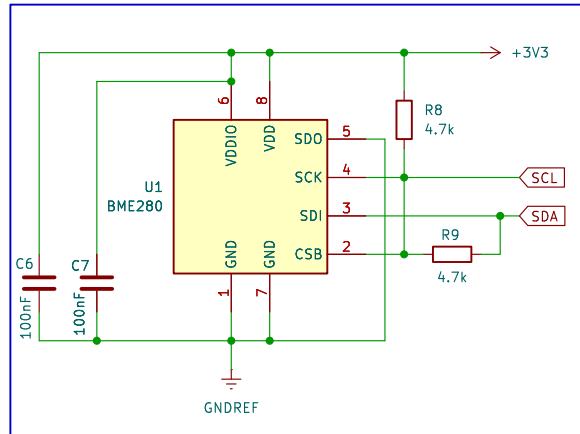 +3V3
6
8
VDDIO
VDD
R8
4.7k
SDO
5
SCK
4
SCL
U1
BME280
SDI
3
SDA
R9
GND
GND
CSB
2
4.7k
C6
100nF
C7
100nF
1
7
GNDREF